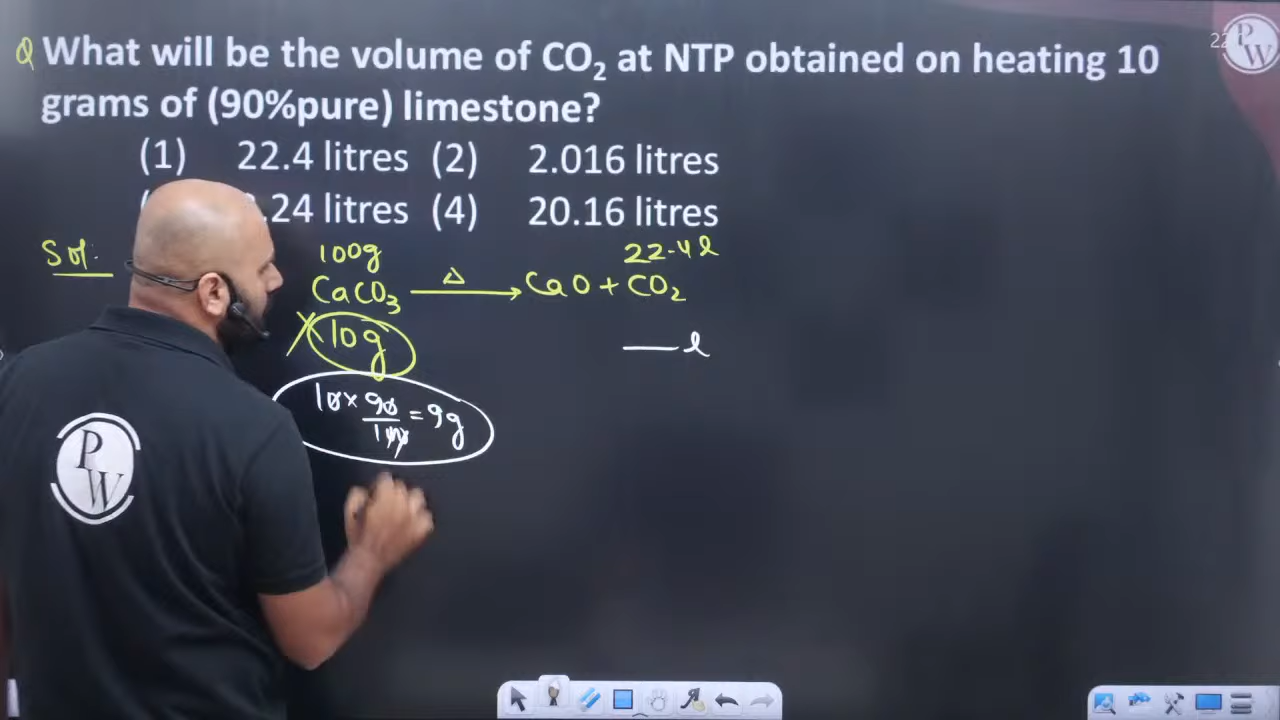 Q What will be the volume of CO₂ at NTP obtained on heating 10
grams of (90%pure) limestone?
(1) 22.4 litres (2) 2.016 litres
.24 litres (4) 20.16 litres
Sol:
100g 22.4 l
CaCO₃ —Δ→ CaO + CO₂
10g __ l
10 × 90/100 = 9g
PW
PW